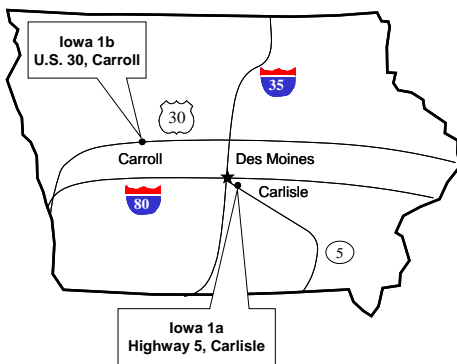 Iowa 1b
U.S. 30, Carroll
35
30
Carroll
Des Moines
Carlisle
80
5
Iowa 1a
Highway 5, Carlisle